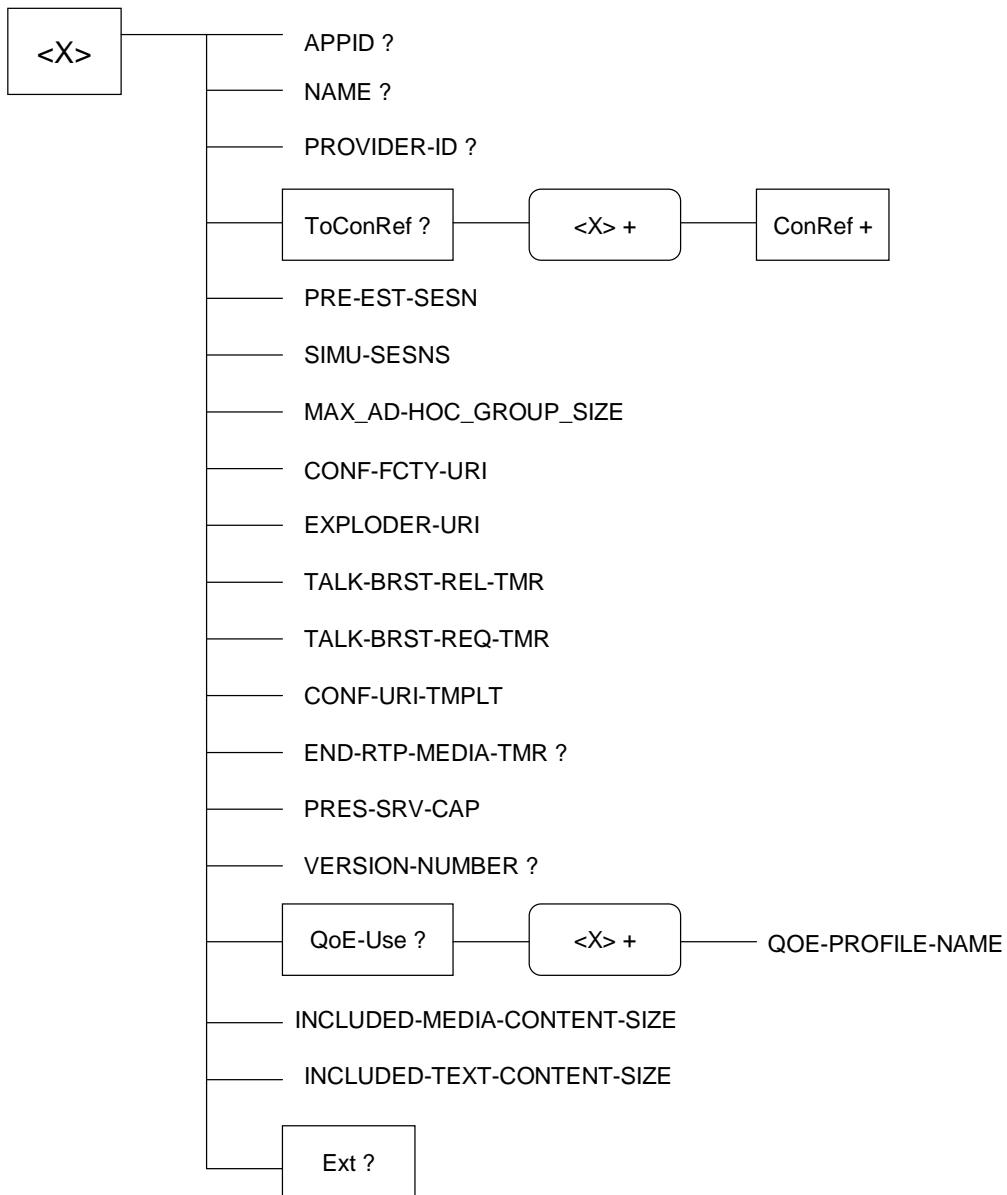 <X>
APPID ?
NAME ?
PROVIDER-ID ?
ToConRef ? <X> + ConRef +
PRE-EST-SESN
SIMU-SESNS
MAX_AD-HOC_GROUP_SIZE
CONF-FCTY-URI
EXPLODER-URI
TALK-BRST-REL-TMR
TALK-BRST-REQ-TMR
CONF-URI-TMPLT
END-RTP-MEDIA-TMR ?
PRES-SRV-CAP
VERSION-NUMBER ?
QoE-Use ? <X> + QOE-PROFILE-NAME
INCLUDED-MEDIA-CONTENT-SIZE
INCLUDED-TEXT-CONTENT-SIZE
Ext ?